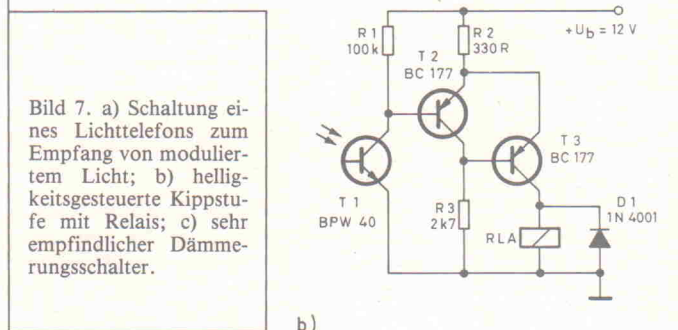 Bild 7. a) Schaltung ei-
nes Lichttelefons zum
Empfang von modulier-
tem Licht; b) hellig-
keitsgesteuerte Kippstu-
fe mit Relais; c) sehr
empfindlicher Dämme-
rungsschalter.
R 1
100 k
R 2
330 R
+U b = 12 V
T 2
BC 177
T 3
BC 177
T 1
BPW 40
R 3
2k7
RLA
D 1
1N 4001
b)